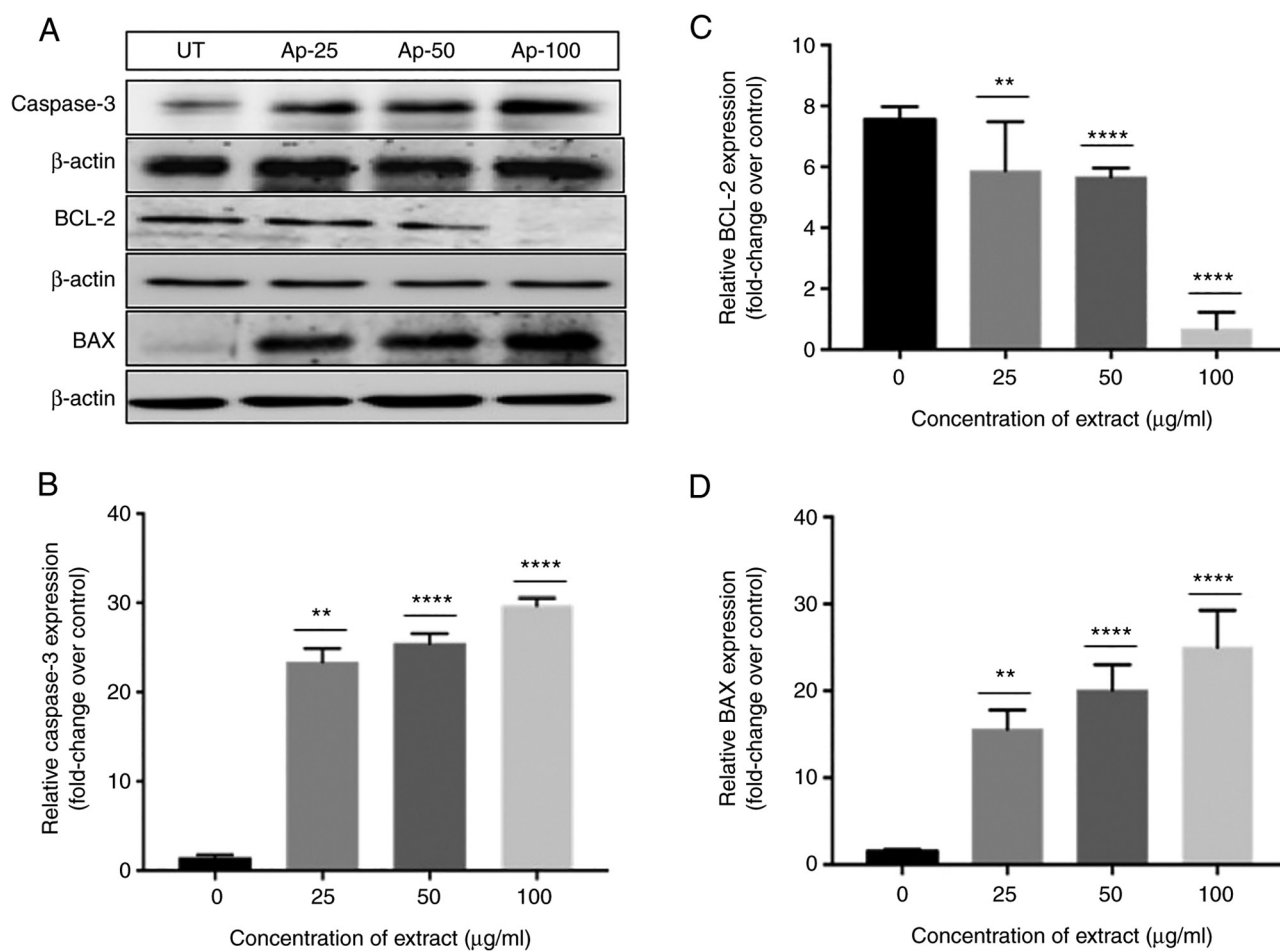 A
UT Ap-25 Ap-50 Ap-100
Caspase-3
β-actin
BCL-2
β-actin
BAX
β-actin
B
Relative caspase-3 expression
(fold-change over control)
40
30
20
10
0
**
****
****
0 25 50 100
Concentration of extract (μg/ml)
C
Relative BCL-2 expression
(fold-change over control)
10
8
6
4
2
0
**
****
****
0 25 50 100
Concentration of extract (μg/ml)
D
Relative BAX expression
(fold-change over control)
40
30
20
10
0
**
****
****
0 25 50 100
Concentration of extract (μg/ml)